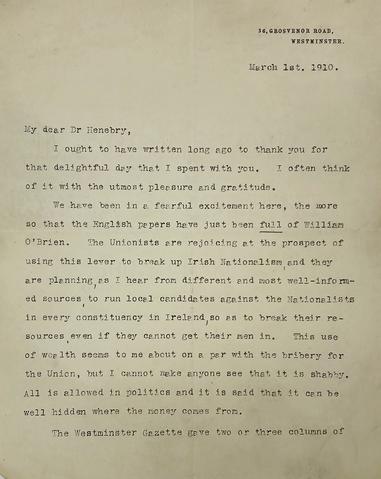 36, GROSVENOR ROAD,
WESTMINSTER.
March 1st. 1910.
My dear Dr Henebry,
I ought to have written long ago to thank you for
that delightful day that I spent with you. I often think
of it with the utmost pleasure and gratitude.
We have been in a fearful excitement here, the more
so that the English papers have just been full of William
O'Brien. The Unionists are rejoicing at the prospect of
using this lever to break up Irish Nationalism, and they
are planning, as I hear from different and most well-inform-
ed sources, to run local candidates against the Nationalists
in every constituency in Ireland, so as to break their re-
sources, even if they cannot get their men in. This use
of wealth seems to me about on a par with the bribery for
the Union, but I cannot make anyone see that it is shabby.
All is allowed in politics and it is said that it can be
well hidden where the money comes from.
The Westminster Gazette gave two or three columns of